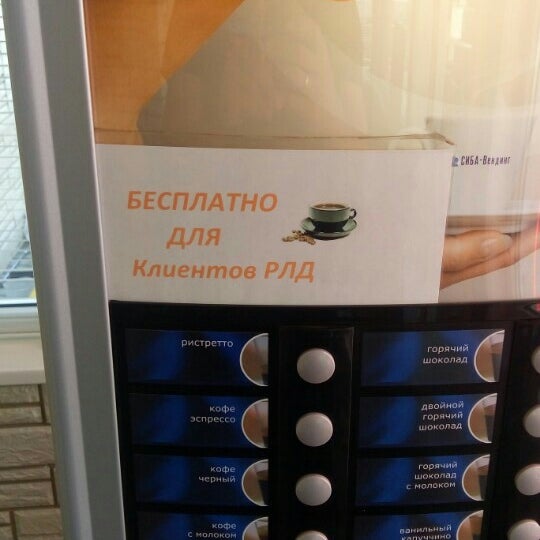 СИБА-Вендинг
БЕСПЛАТНО
ДЛЯ
Клиентов РЛД
ристретто
горячий
шоколад
кофе
эспрессо
двойной
горячий
шоколад
кофе
черный
горячий
шоколад
с молоком
кофе
с молоком
ванильный
капуччино